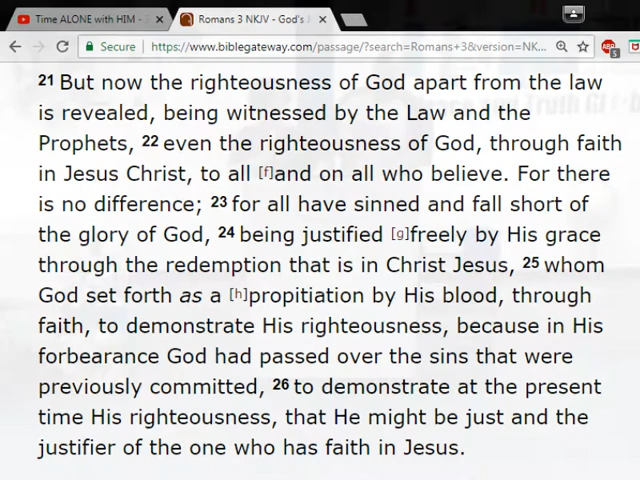 Time ALONE with HIM -
Romans 3 NKJV - God's J
Secure
https://www.biblegateway.com/passage/?search=Romans+3&version=NK...
ABP
5
21 But now the righteousness of God apart from the law
is revealed, being witnessed by the Law and the
Prophets, 22 even the righteousness of God, through faith
in Jesus Christ, to all [f]and on all who believe. For there
is no difference; 23 for all have sinned and fall short of
the glory of God, 24 being justified [g]freely by His grace
through the redemption that is in Christ Jesus, 25 whom
God set forth as a [h]propitiation by His blood, through
faith, to demonstrate His righteousness, because in His
forbearance God had passed over the sins that were
previously committed, 26 to demonstrate at the present
time His righteousness, that He might be just and the
justifier of the one who has faith in Jesus.